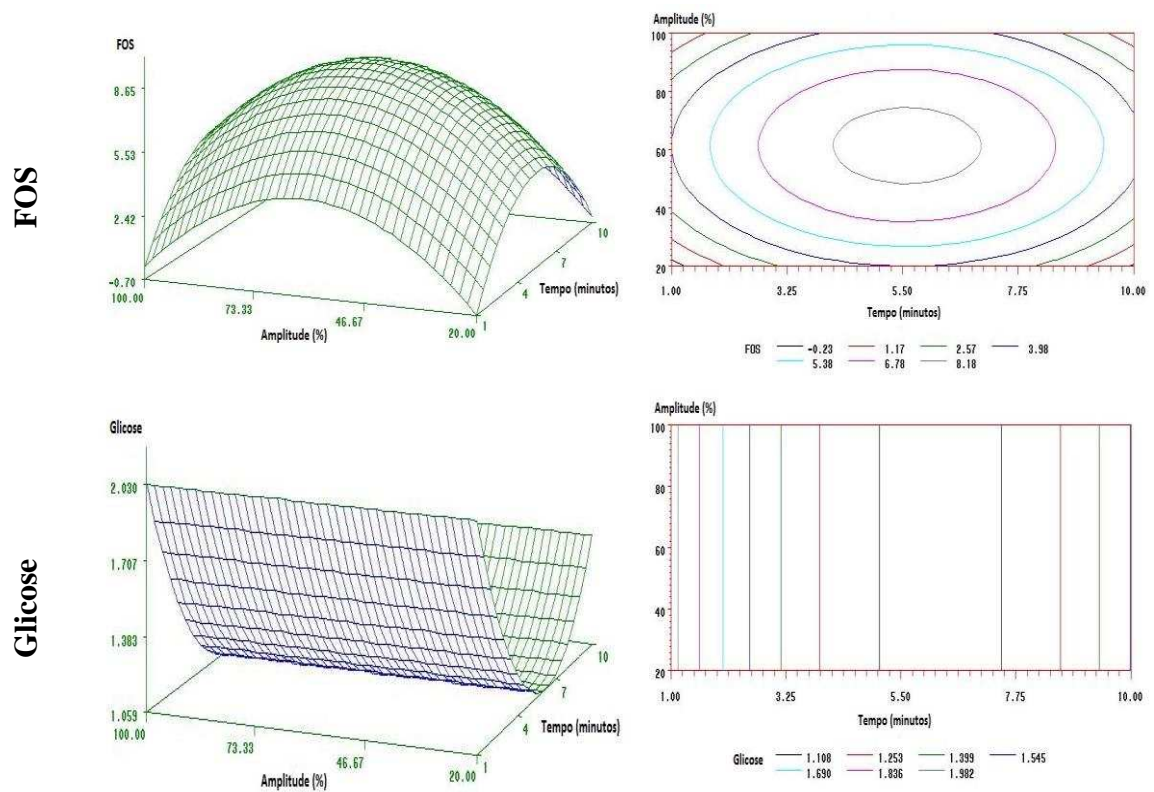 FOS
FOS
8.65
5.53
2.42
-0.70
100.00
73.33
46.67
20.00
1
4
7
10
Amplitude (%)
Tempo (minutos)
Amplitude (%)
100
80
60
40
20
1.00
3.25
5.50
7.75
10.00
Tempo (minutos)
FOS -0.23 1.17 2.57 3.98
5.38 6.78 8.18
Glicose
Glicose
2.030
1.707
1.383
1.059
100.00
73.33
46.67
20.00
1
4
7
10
Amplitude (%)
Tempo (minutos)
Amplitude (%)
100
80
60
40
20
1.00
3.25
5.50
7.75
10.00
Tempo (minutos)
Glicose 1.108 1.253 1.399 1.545
1.690 1.836 1.982